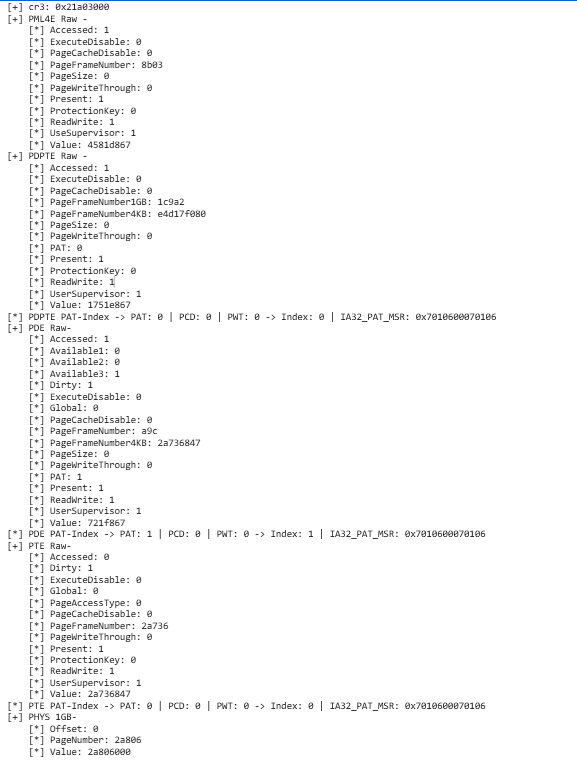 [+] cr3: 0x21a03000
[+] PML4E Raw -
[*] Accessed: 1
[*] ExecuteDisable: 0
[*] PageCacheDisable: 0
[*] PageFrameNumber: 8b03
[*] PageSize: 0
[*] PageWriteThrough: 0
[*] Present: 1
[*] ProtectionKey: 0
[*] ReadWrite: 1
[*] UseSupervisor: 1
[*] Value: 4581d867
[+] PDPTE Raw -
[*] Accessed: 1
[*] ExecuteDisable: 0
[*] PageCacheDisable: 0
[*] PageFrameNumber1GB: 1c9a2
[*] PageFrameNumber4KB: e4d17f080
[*] PageSize: 0
[*] PageWriteThrough: 0
[*] PAT: 0
[*] Present: 1
[*] ProtectionKey: 0
[*] ReadWrite: 1
[*] UserSupervisor: 1
[*] Value: 1751e867
[*] PDPTE PAT-Index -> PAT: 0 | PCD: 0 | PWT: 0 -> Index: 0 | IA32_PAT_MSR: 0x7010600070106
[+] PDE Raw-
[*] Accessed: 1
[*] Available1: 0
[*] Available2: 0
[*] Available3: 1
[*] Dirty: 1
[*] ExecuteDisable: 0
[*] Global: 0
[*] PageCacheDisable: 0
[*] PageFrameNumber: a9c
[*] PageFrameNumber4KB: 2a736847
[*] PageSize: 0
[*] PageWriteThrough: 0
[*] PAT: 1
[*] Present: 1
[*] ReadWrite: 1
[*] UserSupervisor: 1
[*] Value: 721f867
[*] PDE PAT-Index -> PAT: 1 | PCD: 0 | PWT: 0 -> Index: 1 | IA32_PAT_MSR: 0x7010600070106
[+] PTE Raw-
[*] Accessed: 0
[*] Dirty: 1
[*] ExecuteDisable: 0
[*] Global: 0
[*] PageAccessType: 0
[*] PageCacheDisable: 0
[*] PageFrameNumber: 2a736
[*] PageWriteThrough: 0
[*] Present: 1
[*] ProtectionKey: 0
[*] ReadWrite: 1
[*] UserSupervisor: 1
[*] Value: 2a736847
[*] PTE PAT-Index -> PAT: 0 | PCD: 0 | PWT: 0 -> Index: 0 | IA32_PAT_MSR: 0x7010600070106
[+] PHYS 1GB-
[*] Offset: 0
[*] PageNumber: 2a806
[*] Value: 2a806000